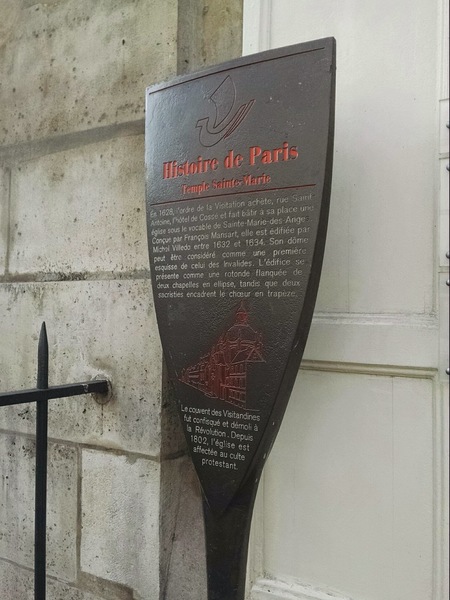 Histoire de Paris
Temple Sainte-Marie
En 1628, l'ordre de la Visitation achète, rue Saint
Antoine, l'hôtel de Cossé et fait bâtir à sa place une
église sous le vocable de Sainte-Marie-des-Anges.
Conçue par François Mansart, elle est édifiée par
Michel Villedo entre 1632 et 1634. Son dôme
peut être considéré comme une première
esquisse de celui des Invalides. L'édifice se
présente comme une rotonde flanquée de
deux chapelles en ellipse, tandis que deux
sacristies encadrent le chœur en trapèze.
Le couvent des Visitandines
fut confisqué et démoli à
la Révolution. Depuis
1802, l'église est
affectée au culte
protestant.